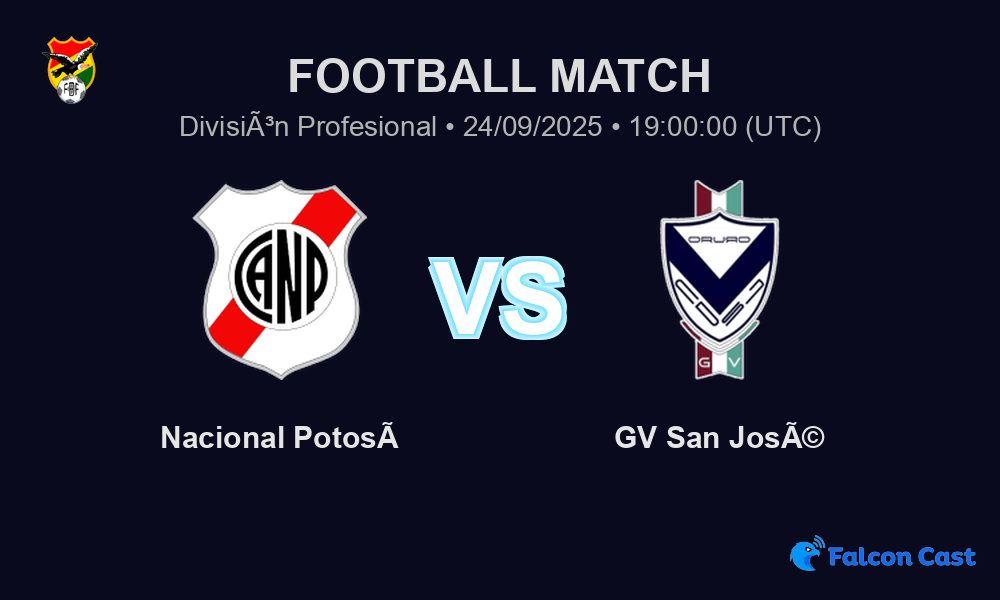 FBF
FOOTBALL MATCH
DivisiÃ³n Profesional • 24/09/2025 • 19:00:00 (UTC)
CANP
VS
ORURO
CDSJ
G V
Nacional PotosÃ
GV San JosÃ©
Falcon Cast